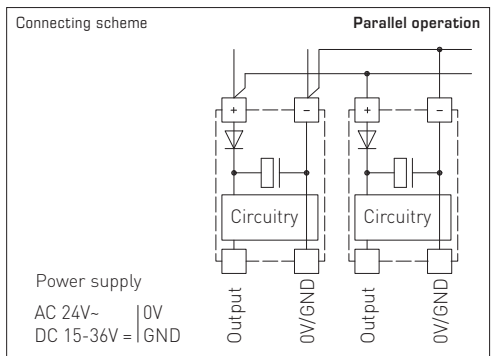 Connecting scheme
Parallel operation
+ − + −
Circuitry Circuitry
Power supply
AC 24V~ | 0V
DC 15-36V = | GND
Output
0V/GND
Output
0V/GND